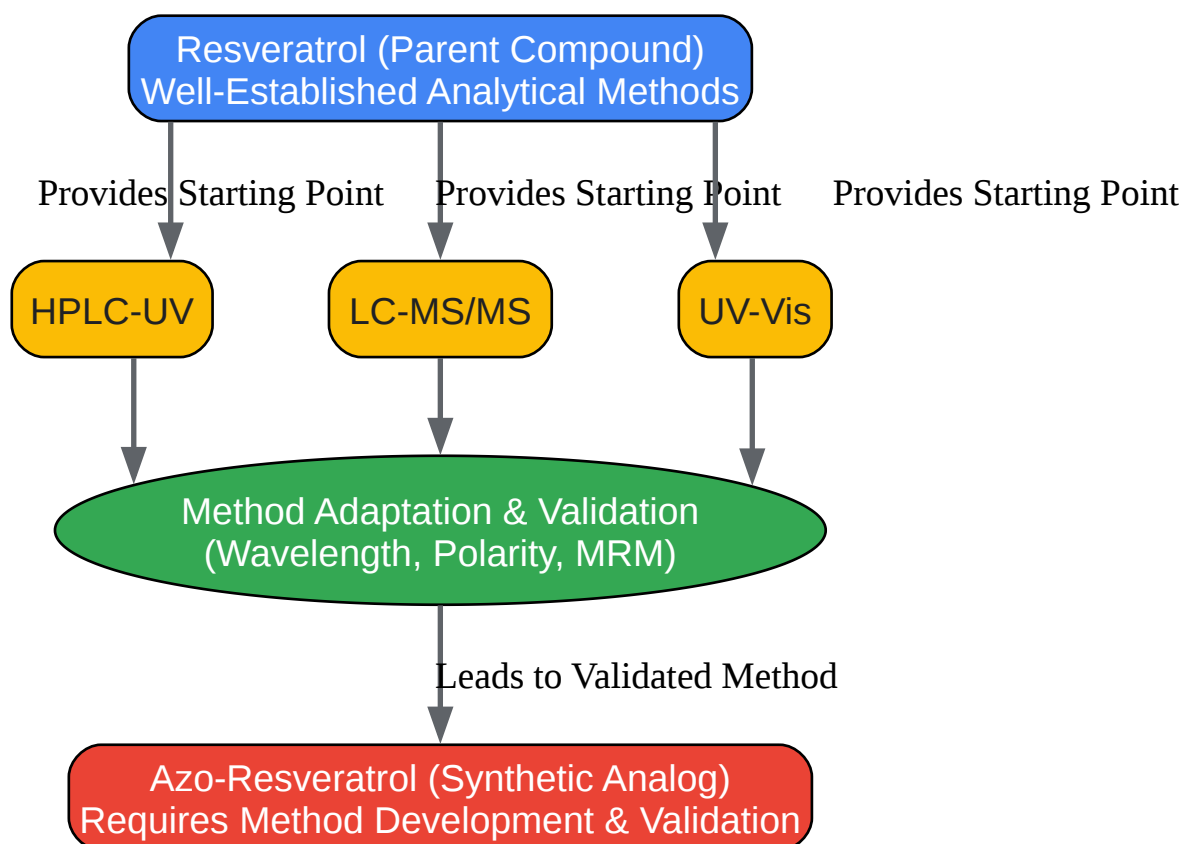 Resveratrol (Parent Compound)
Well-Established Analytical Methods
Provides Starting Point
Provides Starting Point
Provides Starting Point
HPLC-UV
LC-MS/MS
UV-Vis
Method Adaptation & Validation
(Wavelength, Polarity, MRM)
Leads to Validated Method
Azo-Resveratrol (Synthetic Analog)
Requires Method Development & Validation